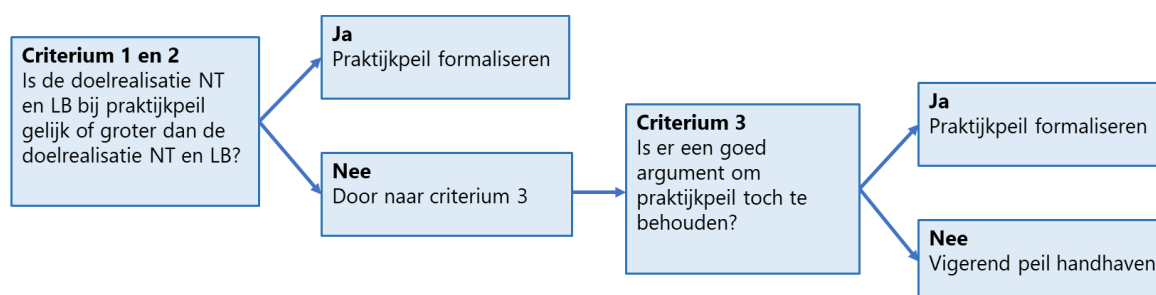 Criterium 1 en 2
Is de doelrealisatie NT
en LB bij praktijkpeil
gelijk of groter dan de
doelrealisatie NT en LB?
Ja
Praktijkpeil formaliseren
Nee
Door naar criterium 3
Criterium 3
Is er een goed
argument om
praktijkpeil toch te
behouden?
Ja
Praktijkpeil formaliseren
Nee
Vigerend peil handhaven